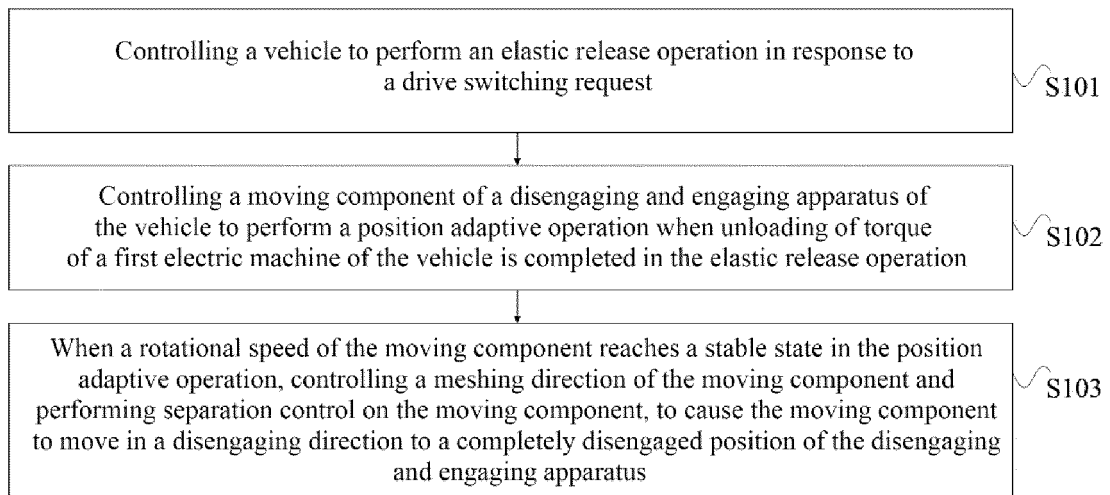 Controlling a vehicle to perform an elastic release operation in response to
a drive switching request
S101
Controlling a moving component of a disengaging and engaging apparatus of
the vehicle to perform a position adaptive operation when unloading of torque
of a first electric machine of the vehicle is completed in the elastic release operation
S102
When a rotational speed of the moving component reaches a stable state in the position
adaptive operation, controlling a meshing direction of the moving component and
performing separation control on the moving component, to cause the moving component
to move in a disengaging direction to a completely disengaged position of the disengaging
and engaging apparatus
S103